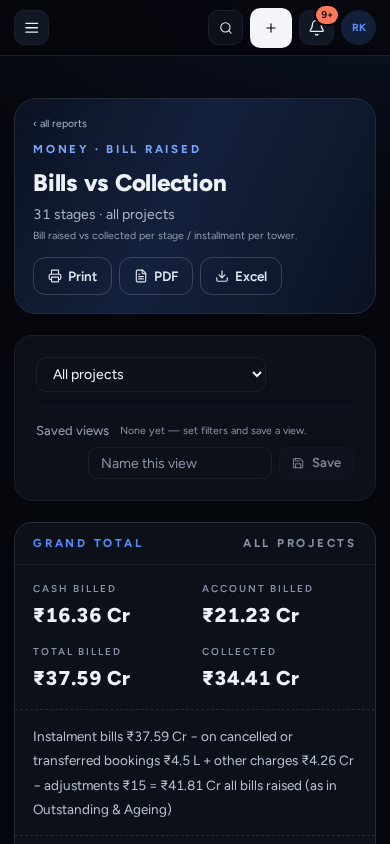 9+
RK
‹ all reports
MONEY · BILL RAISED
Bills vs Collection
31 stages · all projects
Bill raised vs collected per stage / installment per tower.
Print PDF Excel
All projects
Saved views None yet — set filters and save a view.
Name this view Save
GRAND TOTAL ALL PROJECTS
CASH BILLED ACCOUNT BILLED
₹16.36 Cr ₹21.23 Cr
TOTAL BILLED COLLECTED
₹37.59 Cr ₹34.41 Cr
Instalment bills ₹37.59 Cr − on cancelled or
transferred bookings ₹4.5 L + other charges ₹4.26 Cr
− adjustments ₹15 = ₹41.81 Cr all bills raised (as in
Outstanding & Ageing)